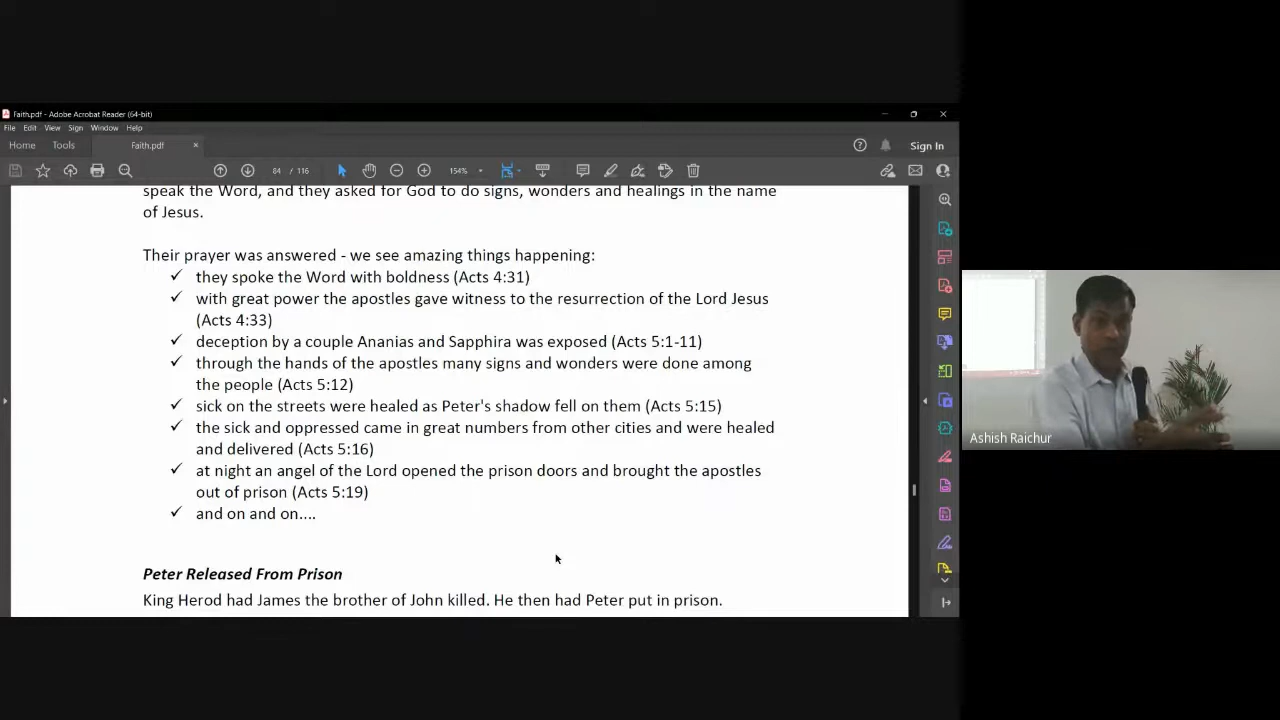 Faith.pdf - Adobe Acrobat Reader (64-bit)
File Edit View Sign Window Help
Home Tools Faith.pdf × Sign In
84 / 116 154%
speak the Word, and they asked for God to do signs, wonders and healings in the name
of Jesus.
Their prayer was answered - we see amazing things happening:
✓ they spoke the Word with boldness (Acts 4:31)
✓ with great power the apostles gave witness to the resurrection of the Lord Jesus
(Acts 4:33)
✓ deception by a couple Ananias and Sapphira was exposed (Acts 5:1-11)
✓ through the hands of the apostles many signs and wonders were done among
the people (Acts 5:12)
✓ sick on the streets were healed as Peter's shadow fell on them (Acts 5:15)
✓ the sick and oppressed came in great numbers from other cities and were healed
and delivered (Acts 5:16)
✓ at night an angel of the Lord opened the prison doors and brought the apostles
out of prison (Acts 5:19)
✓ and on and on....
Peter Released From Prison
King Herod had James the brother of John killed. He then had Peter put in prison.
Ashish Raichur